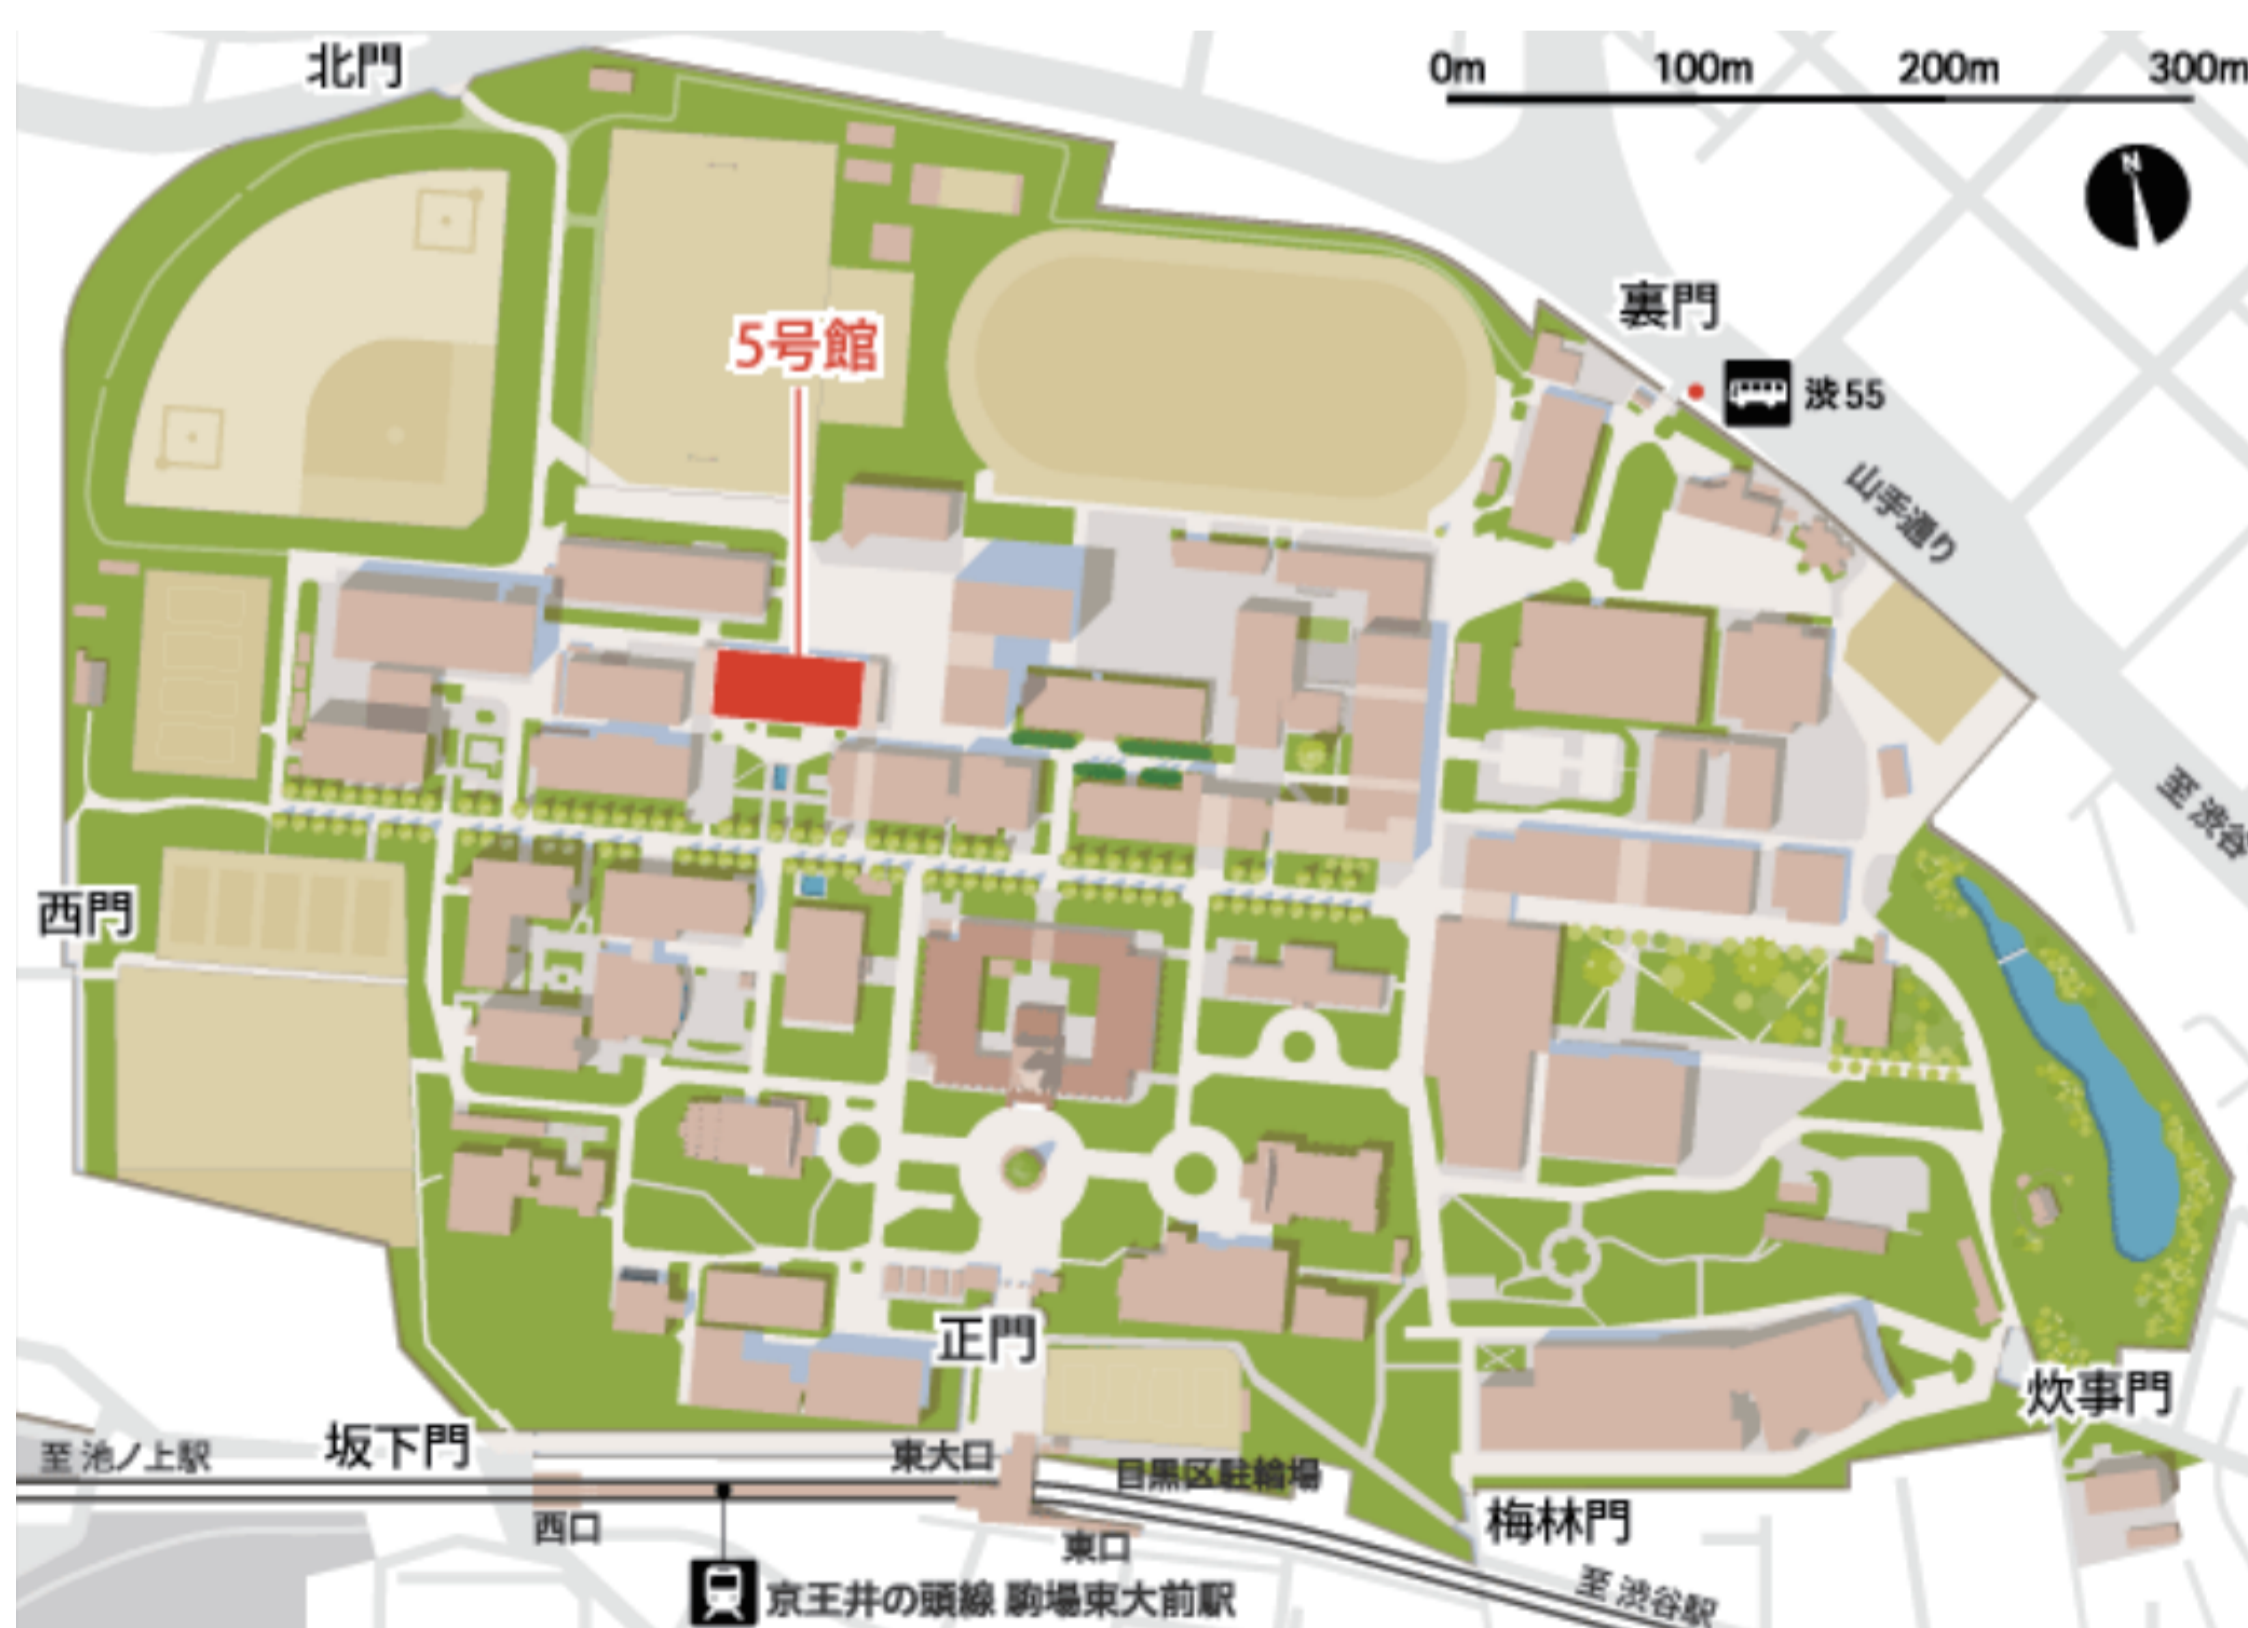 北門
0m 100m 200m 300m
N
裏門
5号館
渋55
山手通り
至 渋谷
西門
正門
炊事門
坂下門
至 池ノ上駅
東大口
目黒区駐輪場
西口
東口
梅林門
至 渋谷駅
京王井の頭線 駒場東大前駅